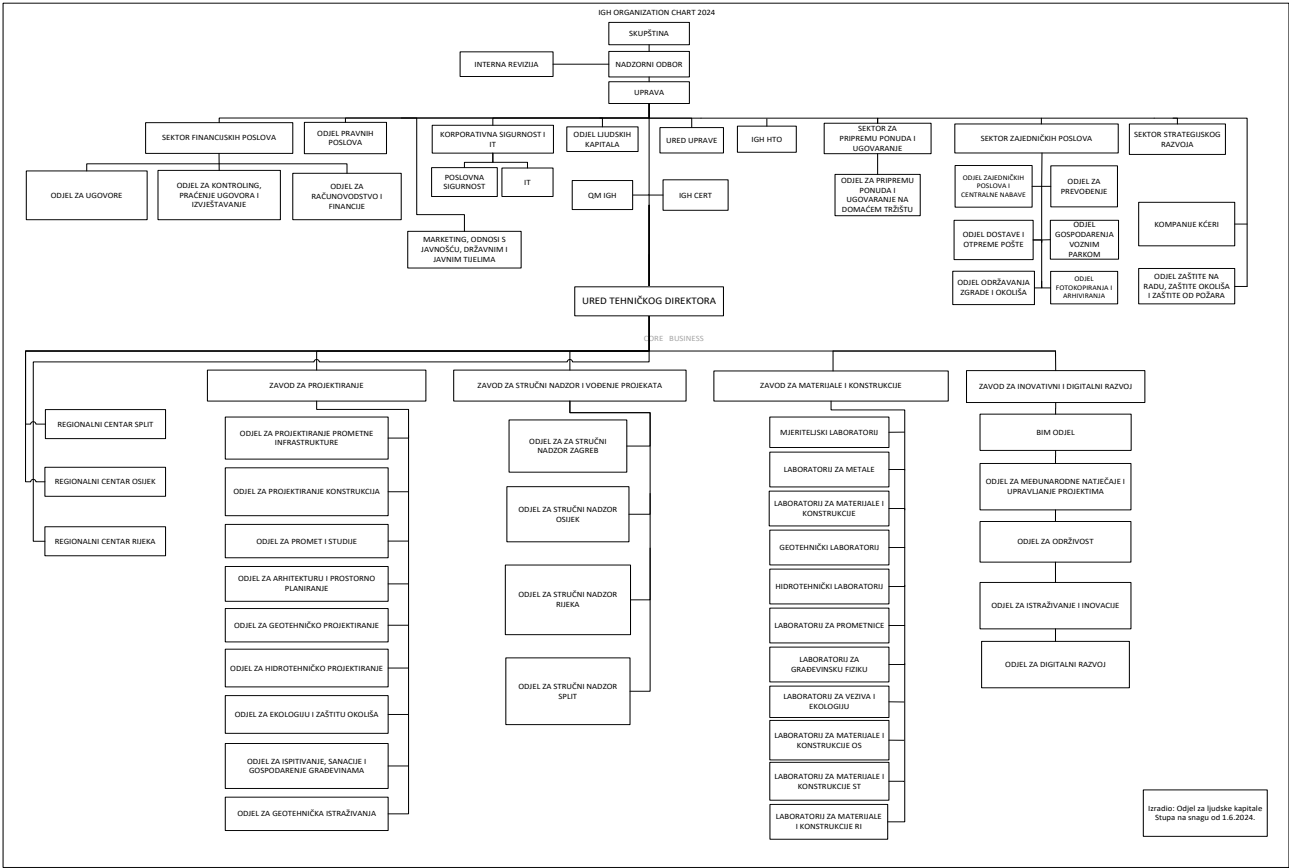 IGH ORGANIZATION CHART 2024
SKUPŠTINA
INTERNA REVIZIJA
NADZORNI ODBOR
UPRAVA
SEKTOR FINANCIJSKIH POSLOVA
ODJEL PRAVNIH
POSLOVA
KORPORATIVNA SIGURNOST I
IT
ODJEL LJUDSKIH
KAPITALA
URED UPRAVE
IGH HTO
SEKTOR ZA
PRIPREMU PONUDA I
UGOVARANJE
SEKTOR ZAJEDNIČKIH POSLOVA
SEKTOR STRATEGIJSKOG
RAZVOJA
ODJEL ZA UGOVORE
ODJEL ZA KONTROLING,
PRAĆENJE UGOVORA I
IZVJEŠTAVANJE
ODJEL ZA
RAČUNOVODSTVO I
FINANCIJE
POSLOVNA
SIGURNOST
IT
QM IGH
IGH CERT
ODJEL ZA PRIPREMU
PONUDA I
UGOVARANJE NA
DOMAĆEM TRŽIŠTU
ODJEL ZAJEDNIČKIH
POSLOVA I
CENTRALNE NABAVE
ODJEL ZA
PREVOĐENJE
MARKETING, ODNOSI S
JAVNOŠĆU, DRŽAVNIM I
JAVNIM TIJELIMA
ODJEL DOSTAVE I
OTPREME POŠTE
ODJEL
GOSPODARENJA
VOZNIM
PARKOM
KOMPANIJE KĆERI
ODJEL ODRŽAVANJA
ZGRADE I OKOLIŠA
ODJEL
FOTOKOPIRANJA I
ARHIVIRANJA
ODJEL ZAŠTITE NA
RADU, ZAŠTITE OKOLIŠA
I ZAŠTITE OD POŽARA
URED TEHNIČKOG DIREKTORA
CORE BUSINESS
REGIONALNI CENTAR SPLIT
REGIONALNI CENTAR OSIJEK
REGIONALNI CENTAR RIJEKA
ZAVOD ZA PROJEKTIRANJE
ODJEL ZA PROJEKTIRANJE PROMETNE
INFRASTRUKTURE
ODJEL ZA PROJEKTIRANJE KONSTRUKCIJA
ODJEL ZA PROMET I STUDIJE
ODJEL ZA ARHITEKTURU I PROSTORNO
PLANIRANJE
ODJEL ZA GEOTEHNIČKO PROJEKTIRANJE
ODJEL ZA HIDROTEHNIČKO PROJEKTIRANJE
ODJEL ZA EKOLOGIJU I ZAŠTITU OKOLIŠA
ODJEL ZA ISPITIVANJE, SANACIJE I
GOSPODARENJE GRAĐEVINAMA
ODJEL ZA GEOTEHNIČKA ISTRAŽIVANJA
ZAVOD ZA STRUČNI NADZOR I VOĐENJE PROJEKATA
ODJEL ZA ZA STRUČNI
NADZOR ZAGREB
ODJEL ZA STRUČNI NADZOR
OSIJEK
ODJEL ZA STRUČNI NADZOR
RIJEKA
ODJEL ZA STRUČNI NADZOR
SPLIT
ZAVOD ZA MATERIJALE I KONSTRUKCIJE
MJERITELJSKI LABORATORIJ
LABORATORIJ ZA METALE
LABORATORIJ ZA MATERIJALE I
KONSTRUKCIJE
GEOTEHNIČKI LABORATORIJ
HIDROTEHNIČKI LABORATORIJ
LABORATORIJ ZA PROMETNICE
LABORATORIJ ZA
GRAĐEVINSKU FIZIKU
LABORATORIJ ZA VEZIVA I
EKOLOGIJU
LABORATORIJ ZA MATERIJALE I
KONSTRUKCIJE OS
LABORATORIJ ZA MATERIJALE I
KONSTRUKCIJE ST
LABORATORIJ ZA MATERIJALE
I KONSTRUKCIJE RI
ZAVOD ZA INOVATIVNI I DIGITALNI RAZVOJ
BIM ODJEL
ODJEL ZA MEĐUNARODNE NATJEČAJE I
UPRAVLJANJE PROJEKTIMA
ODJEL ZA ODRŽIVOST
ODJEL ZA ISTRAŽIVANJE I INOVACIJE
ODJEL ZA DIGITALNI RAZVOJ
Izradio: Odjel za ljudske kapitale
Stupa na snagu od 1.6.2024.